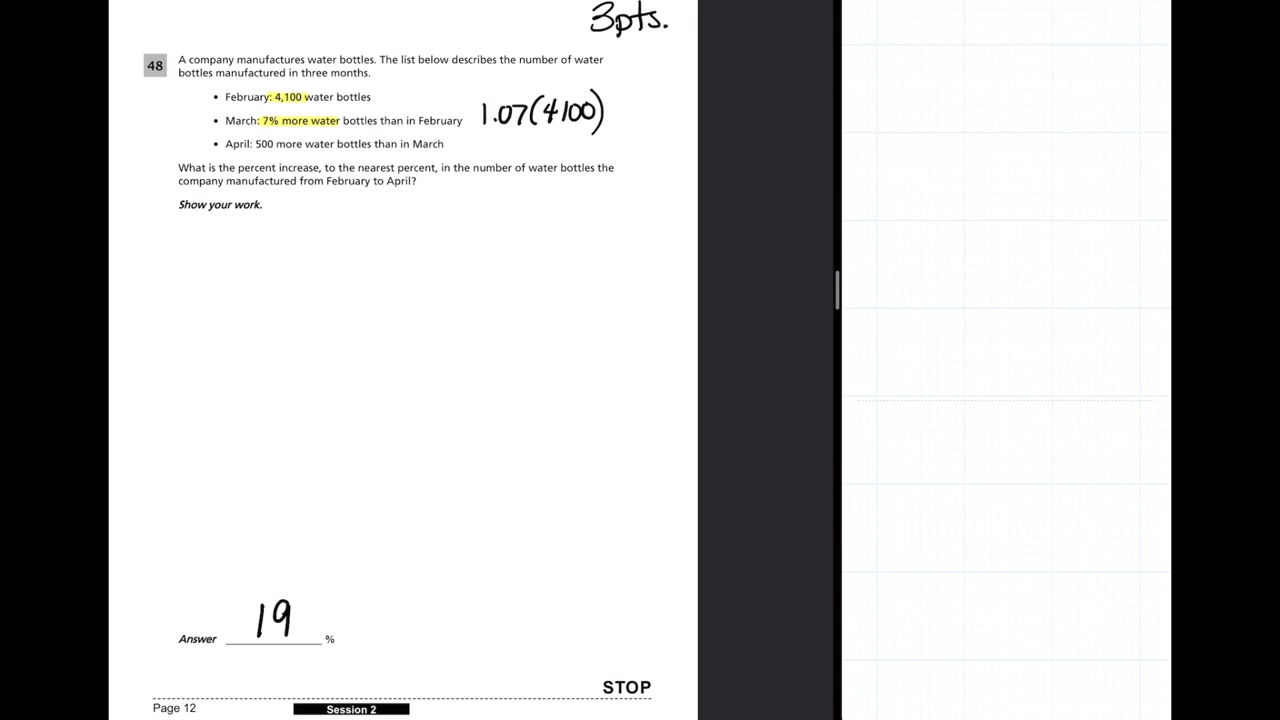 3pts.
48
A company manufactures water bottles. The list below describes the number of water
bottles manufactured in three months.
• February: 4,100 water bottles
• March: 7% more water bottles than in February 1.07(4100)
• April: 500 more water bottles than in March
What is the percent increase, to the nearest percent, in the number of water bottles the
company manufactured from February to April?
Show your work.
Answer 19 %
STOP
Page 12 Session 2